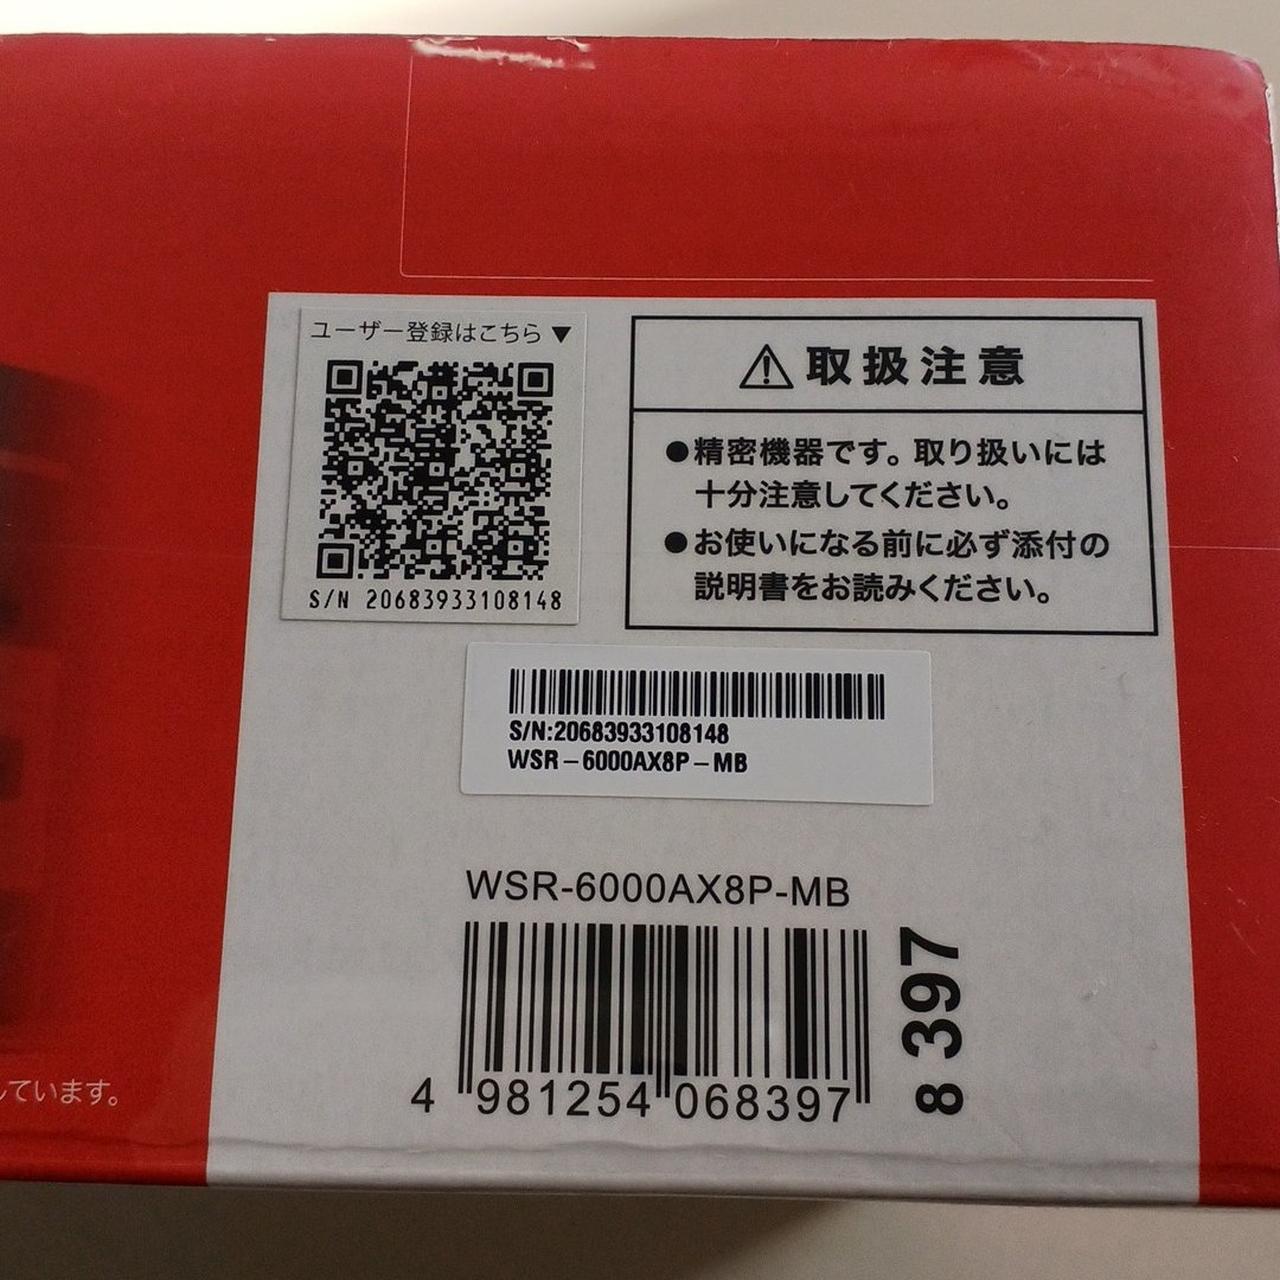 ユーザー登録はこちら▼
S/N 20683933108148
⚠取扱注意
●精密機器です。取り扱いには
十分注意してください。
●お使いになる前に必ず添付の
説明書をお読みください。
S/N:20683933108148
WSR-6000AX8P-MB
WSR-6000AX8P-MB
4 981254 068397
8 397
ています。